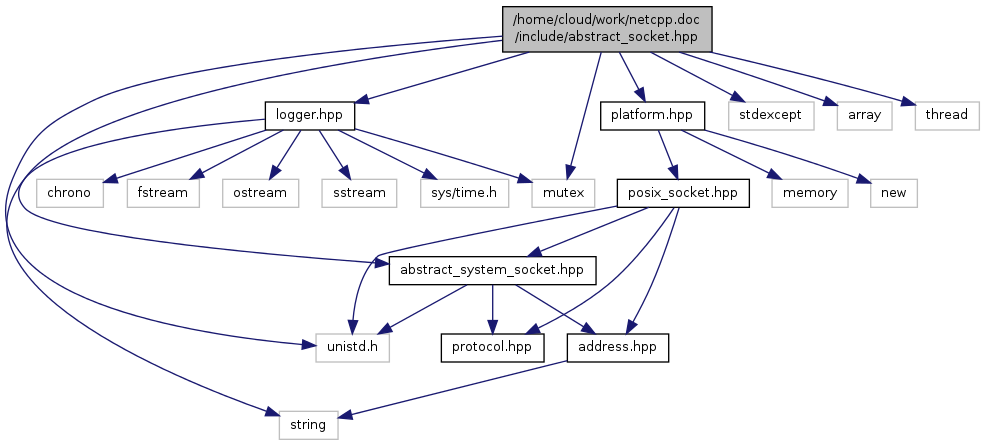 /home/cloud/work/netcpp.doc
/include/abstract_socket.hpp
logger.hpp
platform.hpp
stdexcept
array
thread
chrono
fstream
ostream
sstream
sys/time.h
mutex
posix_socket.hpp
memory
new
abstract_system_socket.hpp
unistd.h
protocol.hpp
address.hpp
string